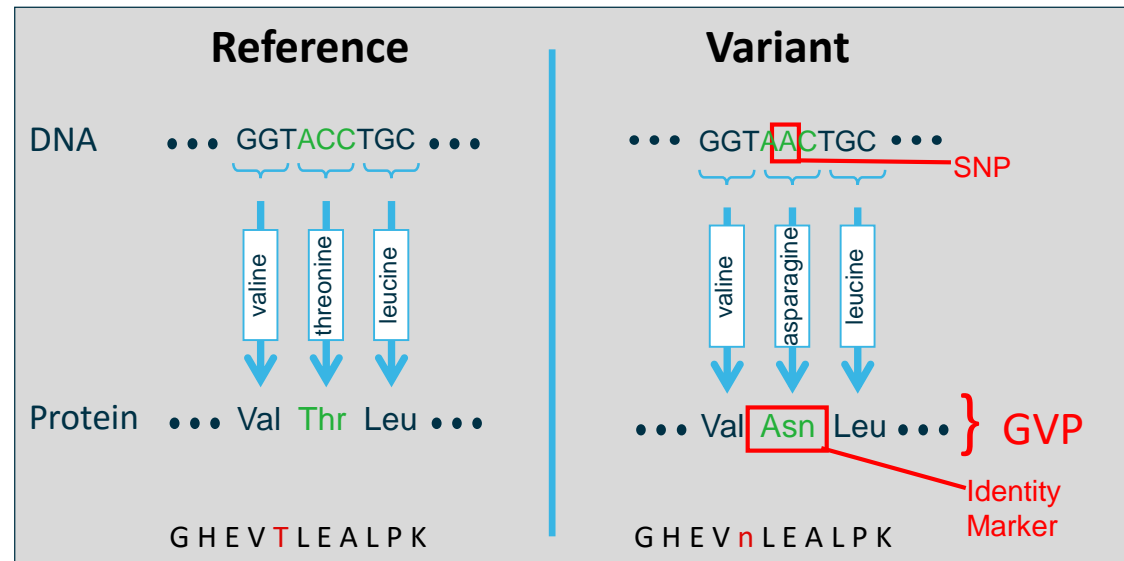 Reference
DNA
••• GGTACCTGC •••
valine
threonine
leucine
Protein
••• Val Thr Leu •••
G H E V T L E A L P K
Variant
••• GGTAACTGC •••
SNP
valine
asparagine
leucine
••• Val Asn Leu ••• } GVP
Identity
Marker
G H E V n L E A L P K